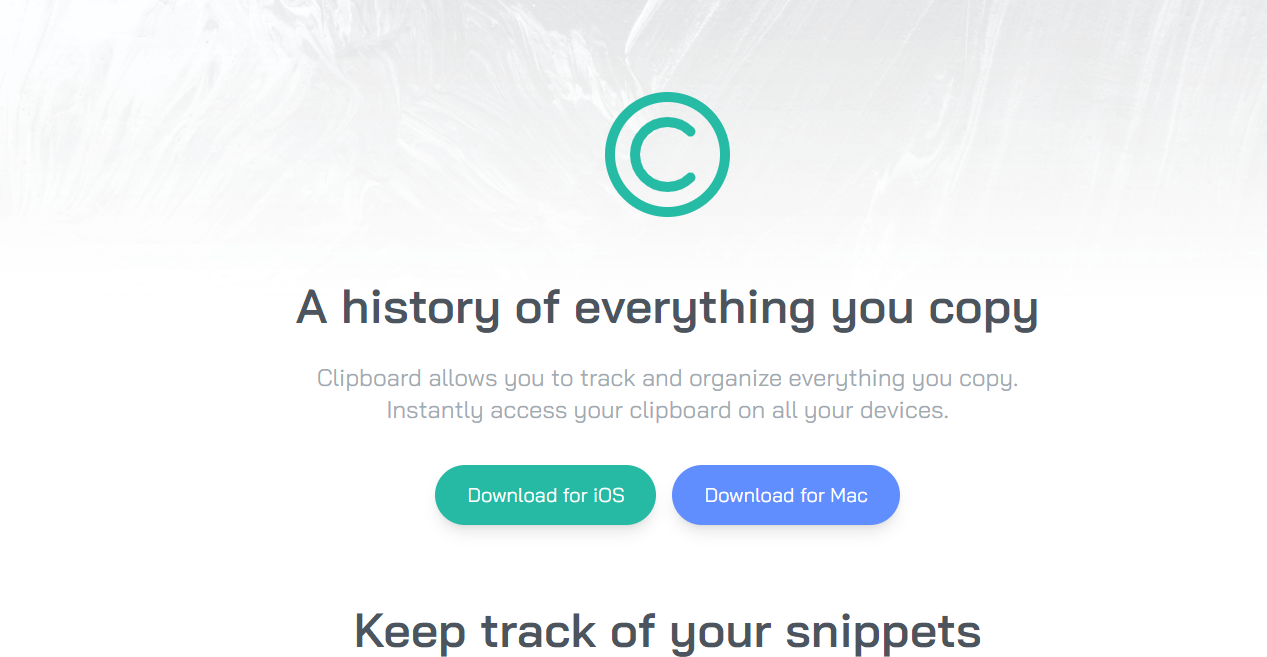 A history of everything you copy
Clipboard allows you to track and organize everything you copy.
Instantly access your clipboard on all your devices.
Download for iOS
Download for Mac
Keep track of your snippets